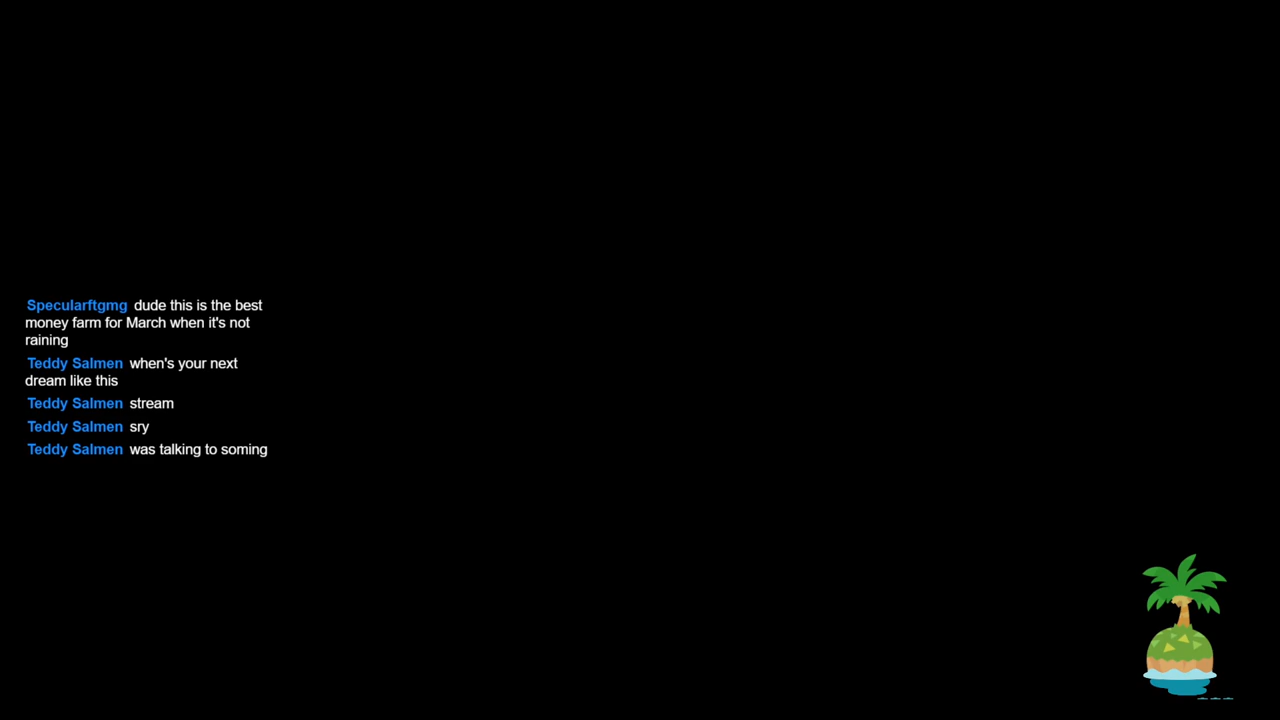 Specularftgmg dude this is the best
money farm for March when it's not
raining
Teddy Salmen when's your next
dream like this
Teddy Salmen stream
Teddy Salmen sry
Teddy Salmen was talking to soming